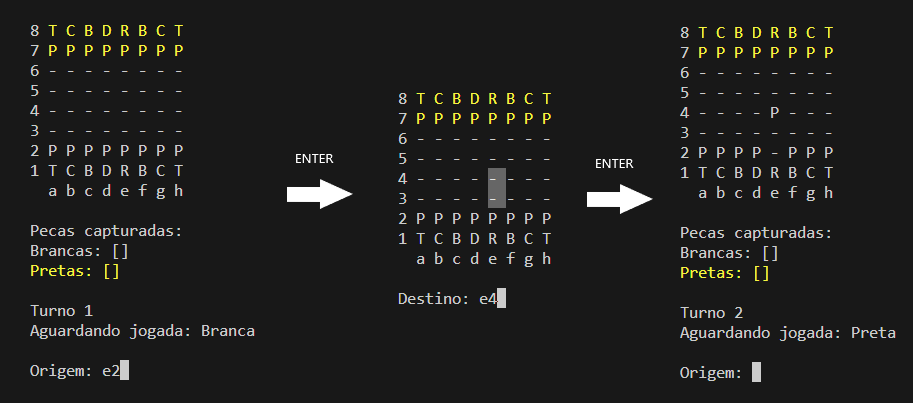 8 T C B D R B C T
7 P P P P P P P P
6 - - - - - - - -
5 - - - - - - - -
4 - - - - - - - -
3 - - - - - - - -
2 P P P P P P P P
1 T C B D R B C T
a b c d e f g h
Pecas capturadas:
Brancas: []
Pretas: []
Turno 1
Aguardando jogada: Branca
Origem: e2
ENTER
8 T C B D R B C T
7 P P P P P P P P
6 - - - - - - - -
5 - - - - - - - -
4 - - - - - - - -
3 - - - - - - - -
2 P P P P P P P P
1 T C B D R B C T
a b c d e f g h
Destino: e4
ENTER
8 T C B D R B C T
7 P P P P P P P P
6 - - - - - - - -
5 - - - - - - - -
4 - - - - P - - -
3 - - - - - - - -
2 P P P P - P P P
1 T C B D R B C T
a b c d e f g h
Pecas capturadas:
Brancas: []
Pretas: []
Turno 2
Aguardando jogada: Preta
Origem: